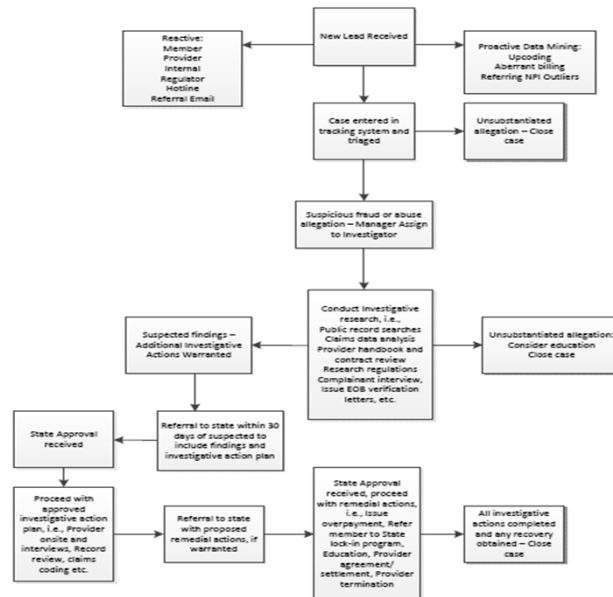 New Lead Received
Reactive:
Member
Provider
Internal
Regulator
Hotline
Referral Email
Proactive Data Mining:
Upcoding
Aberrant billing
Referring NPI Outliers
Case entered in
tracking system and
triaged
Unsubstantiated
allegation – Close
case
Suspicious fraud or abuse
allegation – Manager Assign
to Investigator
Conduct Investigative
research, i.e.,
Public record searches
Claims data analysis
Provider handbook and
contract review
Research regulations
Complainant interview,
Issue EOB verification
letters, etc.
Suspected findings –
Additional Investigative
Actions Warranted
Unsubstantiated allegation:
Consider education
Close case
Referral to state within 30
days of suspected to
include findings and
investigative action plan
State Approval
received
Proceed with
approved
investigative action
plan, i.e., Provider
onsite and
interviews, Record
review, claims
coding etc.
Referral to state
with proposed
remedial actions, if
warranted
State Approval
received, proceed with
remedial actions,
i.e., Issue
overpayment, Refer
member to State
lock-in program,
Education, Provider
agreement/
settlement, Provider
termination
All investigative
actions completed
and any recovery
obtained – Close
case